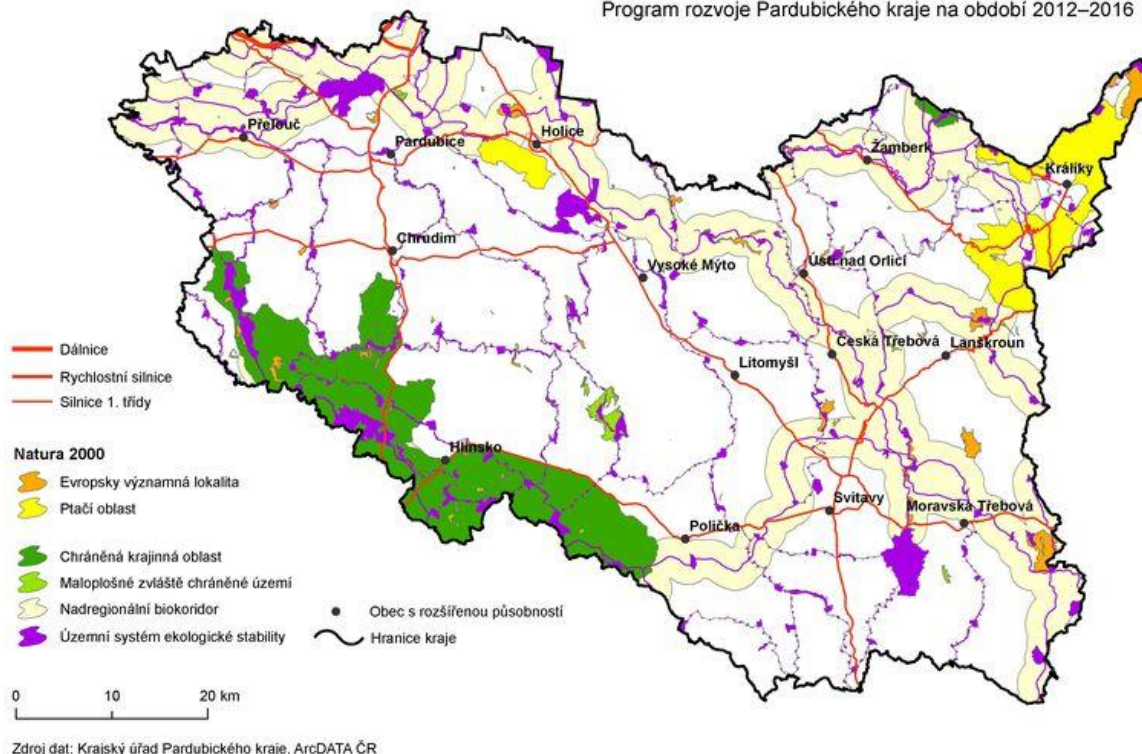 Program rozvoje Pardubického kraje na období 2012–2016
Přelouč
Pardubice
Holice
Žamberk
Králíky
Chrudim
Vysoké Mýto
Ústí nad Orlicí
Česká Třebová
Lanškroun
Litomyšl
Hlinsko
Svitavy
Moravská Třebová
Polička
Dálnice
Rychlostní silnice
Silnice 1. třídy
Natura 2000
Evropsky významná lokalita
Ptačí oblast
Chráněná krajinná oblast
Maloplošné zvláště chráněné území
Nadregionální biokoridor
Územní systém ekologické stability
Obec s rozšířenou působností
Hranice kraje
0 10 20 km
Zdroj dat: Krajský úřad Pardubického kraje, ArcDATA ČR